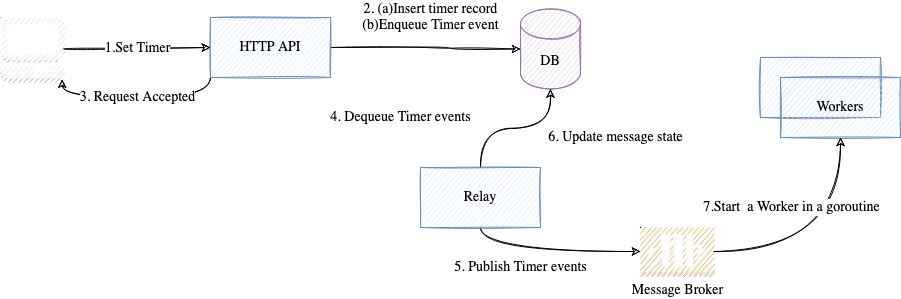 2. (a)Insert timer record
(b)Enqueue Timer event
1.Set Timer
HTTP API
DB
3. Request Accepted
4. Dequeue Timer events
6. Update message state
Workers
Relay
7.Start  a Worker in a goroutine
5. Publish Timer events
Message Broker